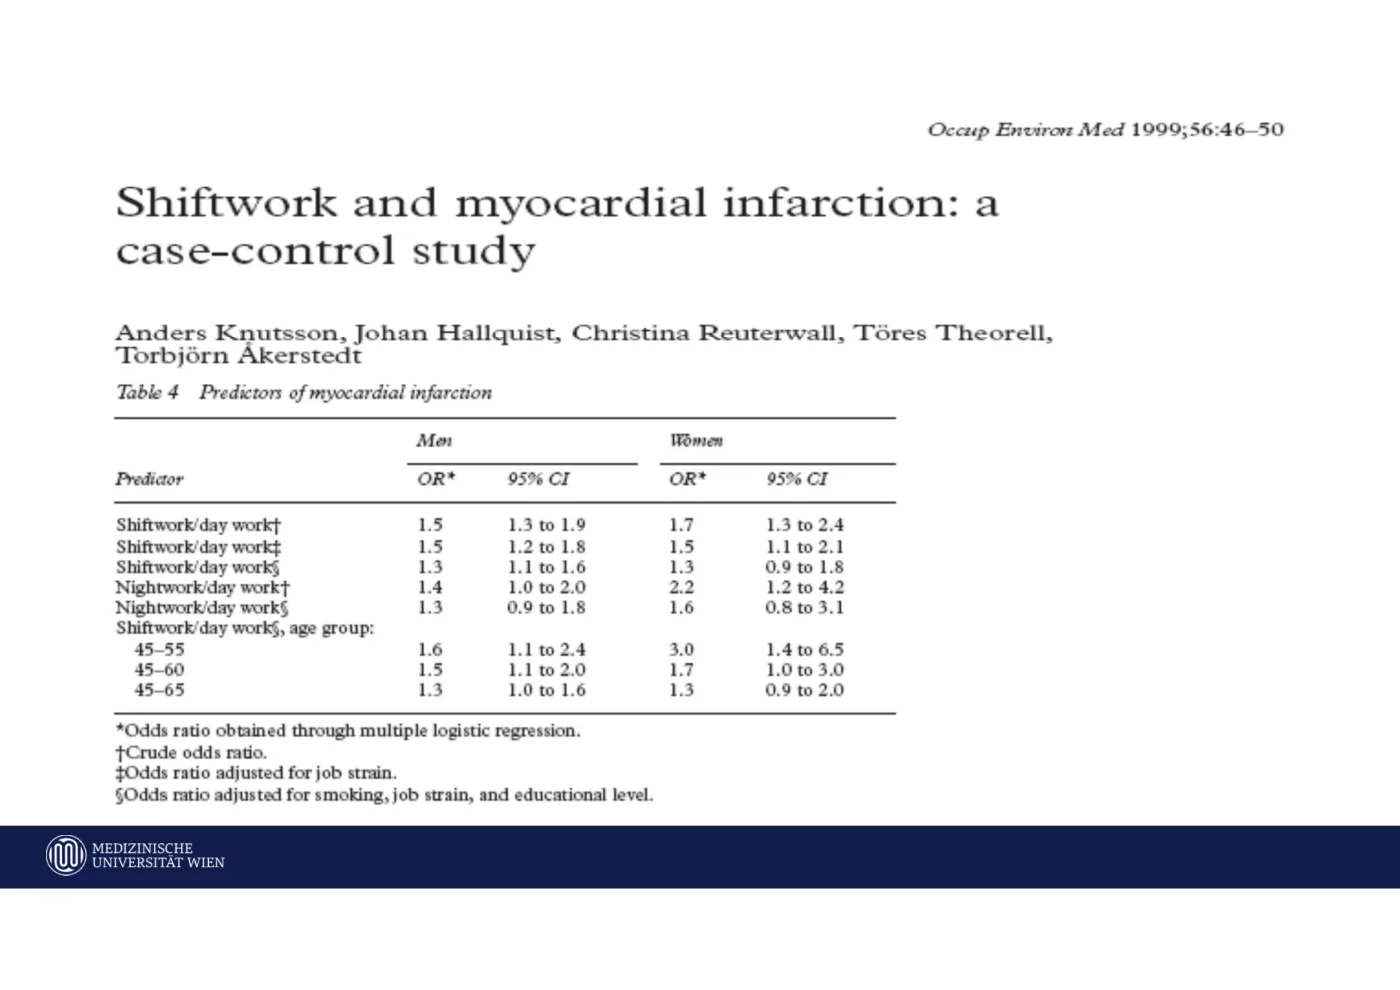 Occup Environ Med 1999;56:46–50
Shiftwork and myocardial infarction: a
case-control study
Anders Knutsson, Johan Hallquist, Christina Reuterwall, Töres Theorell,
Torbjörn Åkerstedt
Table 4 Predictors of myocardial infarction
Men Women
Predictor OR* 95% CI OR* 95% CI
Shiftwork/day work† 1.5 1.3 to 1.9 1.7 1.3 to 2.4
Shiftwork/day work‡ 1.5 1.2 to 1.8 1.5 1.1 to 2.1
Shiftwork/day work§ 1.3 1.1 to 1.6 1.3 0.9 to 1.8
Nightwork/day work† 1.4 1.0 to 2.0 2.2 1.2 to 4.2
Nightwork/day work§ 1.3 0.9 to 1.8 1.6 0.8 to 3.1
Shiftwork/day work§, age group:
45–55 1.6 1.1 to 2.4 3.0 1.4 to 6.5
45–60 1.5 1.1 to 2.0 1.7 1.0 to 3.0
45–65 1.3 1.0 to 1.6 1.3 0.9 to 2.0
*Odds ratio obtained through multiple logistic regression.
†Crude odds ratio.
‡Odds ratio adjusted for job strain.
§Odds ratio adjusted for smoking, job strain, and educational level.
MEDIZINISCHE
UNIVERSITÄT WIEN